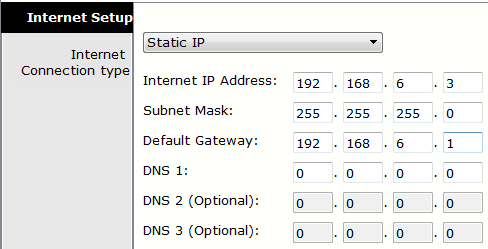 Internet Setup
Internet Connection type
Static IP
Internet IP Address: 192 . 168 . 6 . 3
Subnet Mask: 255 . 255 . 255 . 0
Default Gateway: 192 . 168 . 6 . 1
DNS 1: 0 . 0 . 0 . 0
DNS 2 (Optional): 0 . 0 . 0 . 0
DNS 3 (Optional): 0 . 0 . 0 . 0